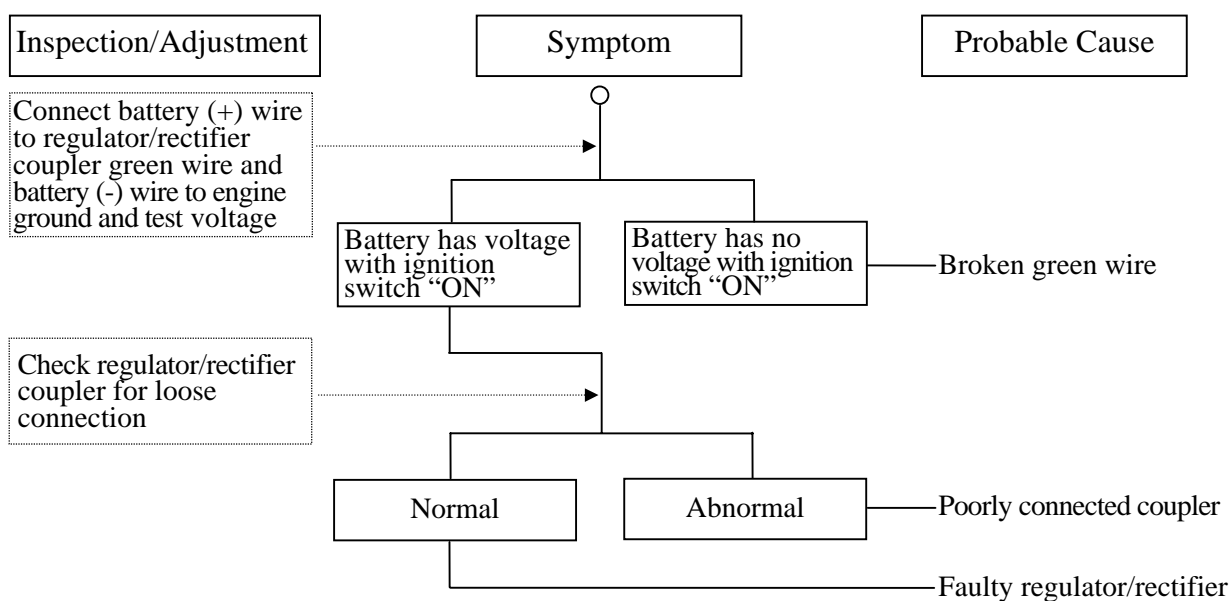 Inspection/Adjustment
Symptom
Probable Cause
Connect battery (+) wire
to regulator/rectifier
coupler green wire and
battery (-) wire to engine
ground and test voltage
Battery has voltage
with ignition
switch “ON”
Battery has no
voltage with ignition
switch “ON”
Broken green wire
Check regulator/rectifier
coupler for loose
connection
Normal
Abnormal
Poorly connected coupler
Faulty regulator/rectifier